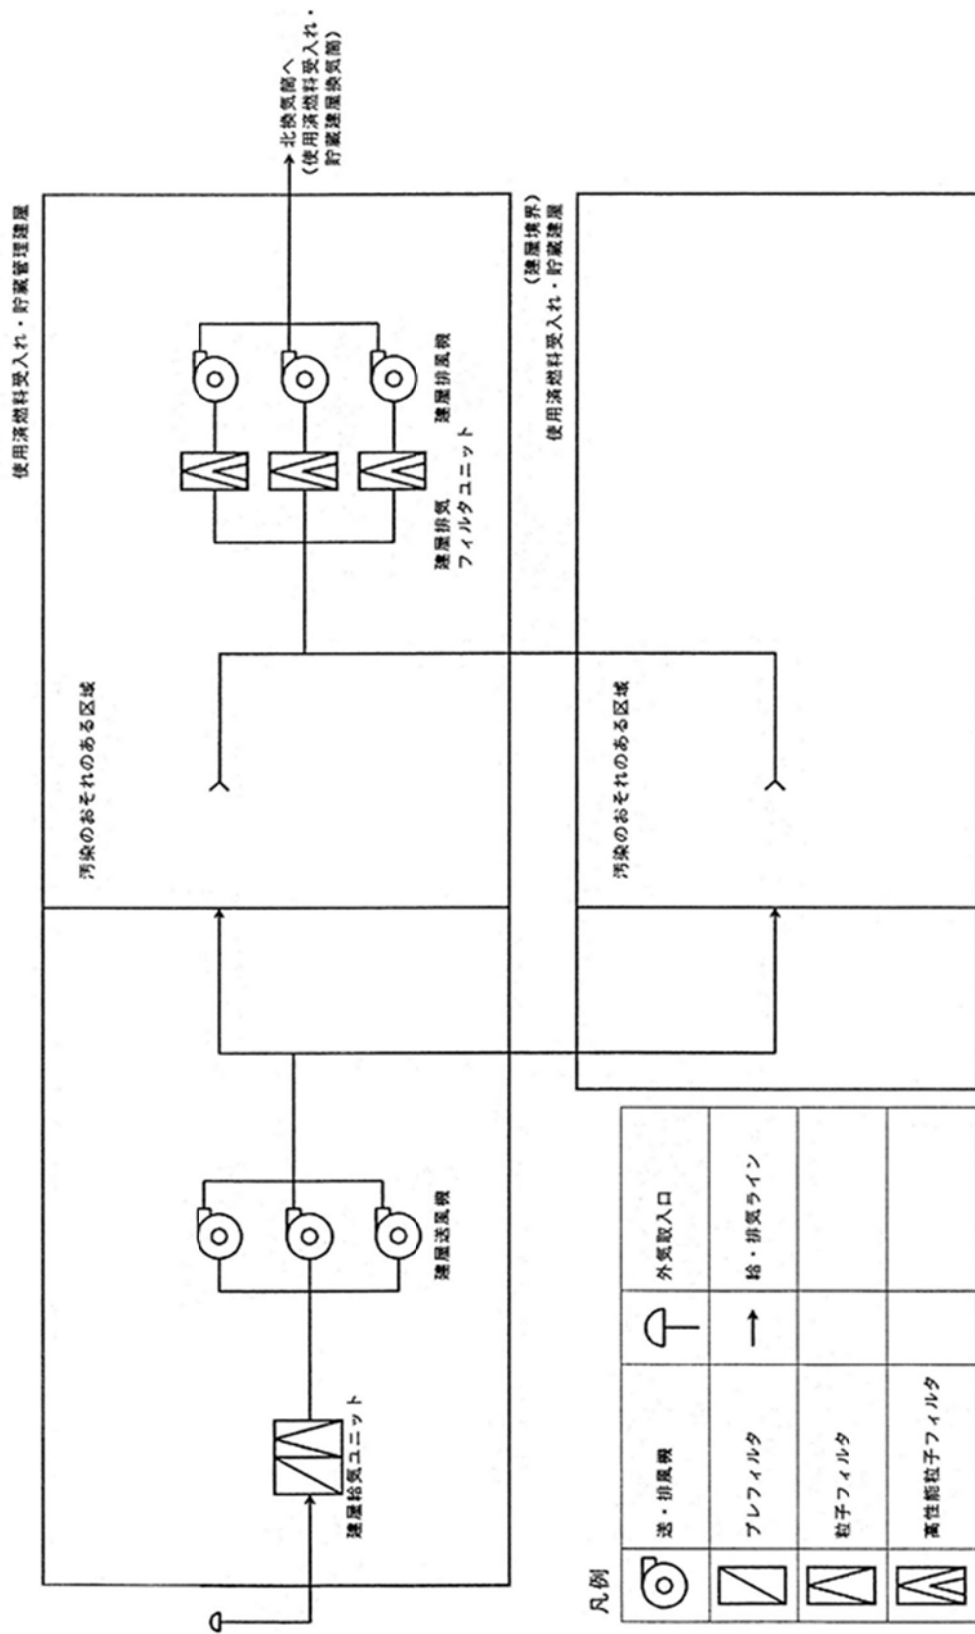 使用済燃料受入れ・貯蔵管理建屋
北換気筒へ
(使用済燃料受入れ・
貯蔵建屋換気筒)
汚染のおそれのある区域
建屋給気ユニット
建屋送風機
建屋排気
フィルタユニット
建屋排風機
(建屋境界)
使用済燃料受入れ・貯蔵建屋
汚染のおそれのある区域
凡例
送・排風機
外気取入口
プレフィルタ
給・排気ライン
粒子フィルタ
高性能粒子フィルタ